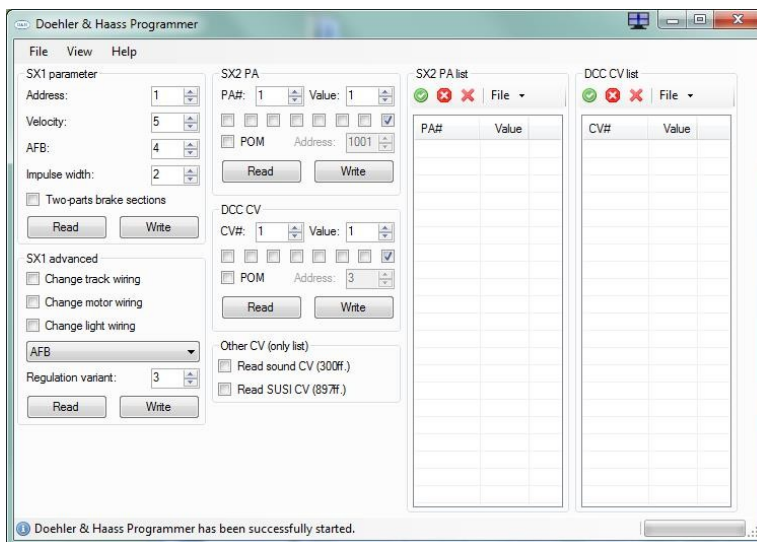 Doehler & Haass Programmer
File View Help
SX1 parameter
Address: 1
Velocity: 5
AFB: 4
Impulse width: 2
Two-parts brake sections
Read Write
SX1 advanced
Change track wiring
Change motor wiring
Change light wiring
AFB
Regulation variant: 3
Read Write
SX2 PA
PA#: 1 Value: 1
POM Address: 1001
Read Write
DCC CV
CV#: 1 Value: 1
POM Address: 3
Read Write
Other CV (only list)
Read sound CV (300ff.)
Read SUSI CV (897ff.)
SX2 PA list
File
PA# Value
DCC CV list
File
CV# Value
Doehler & Haass Programmer has been successfully started.